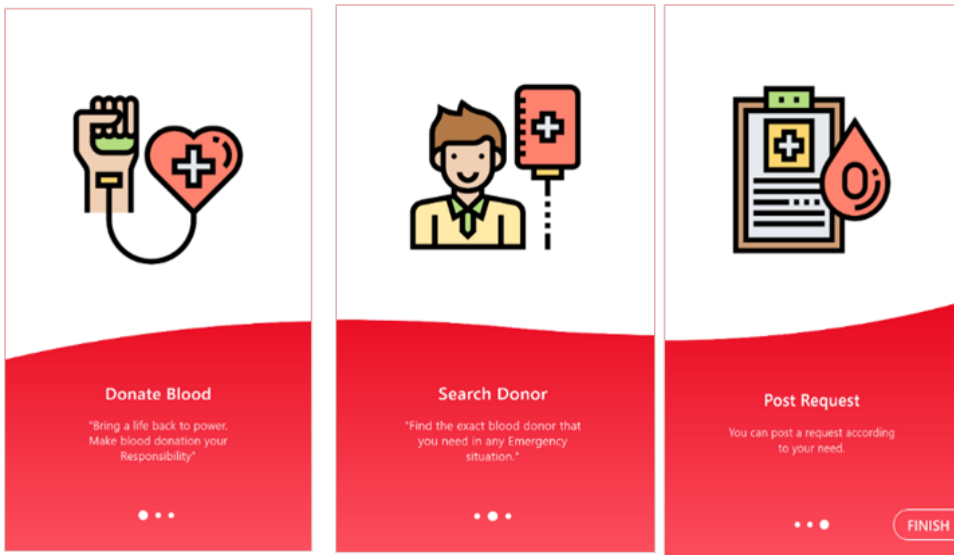 Donate Blood
"Bring a life back to power.
Make blood donation your
Responsibility"
Search Donor
"Find the exact blood donor that
you need in any Emergency
situation."
O
Post Request
You can post a request according
to your need.
FINISH